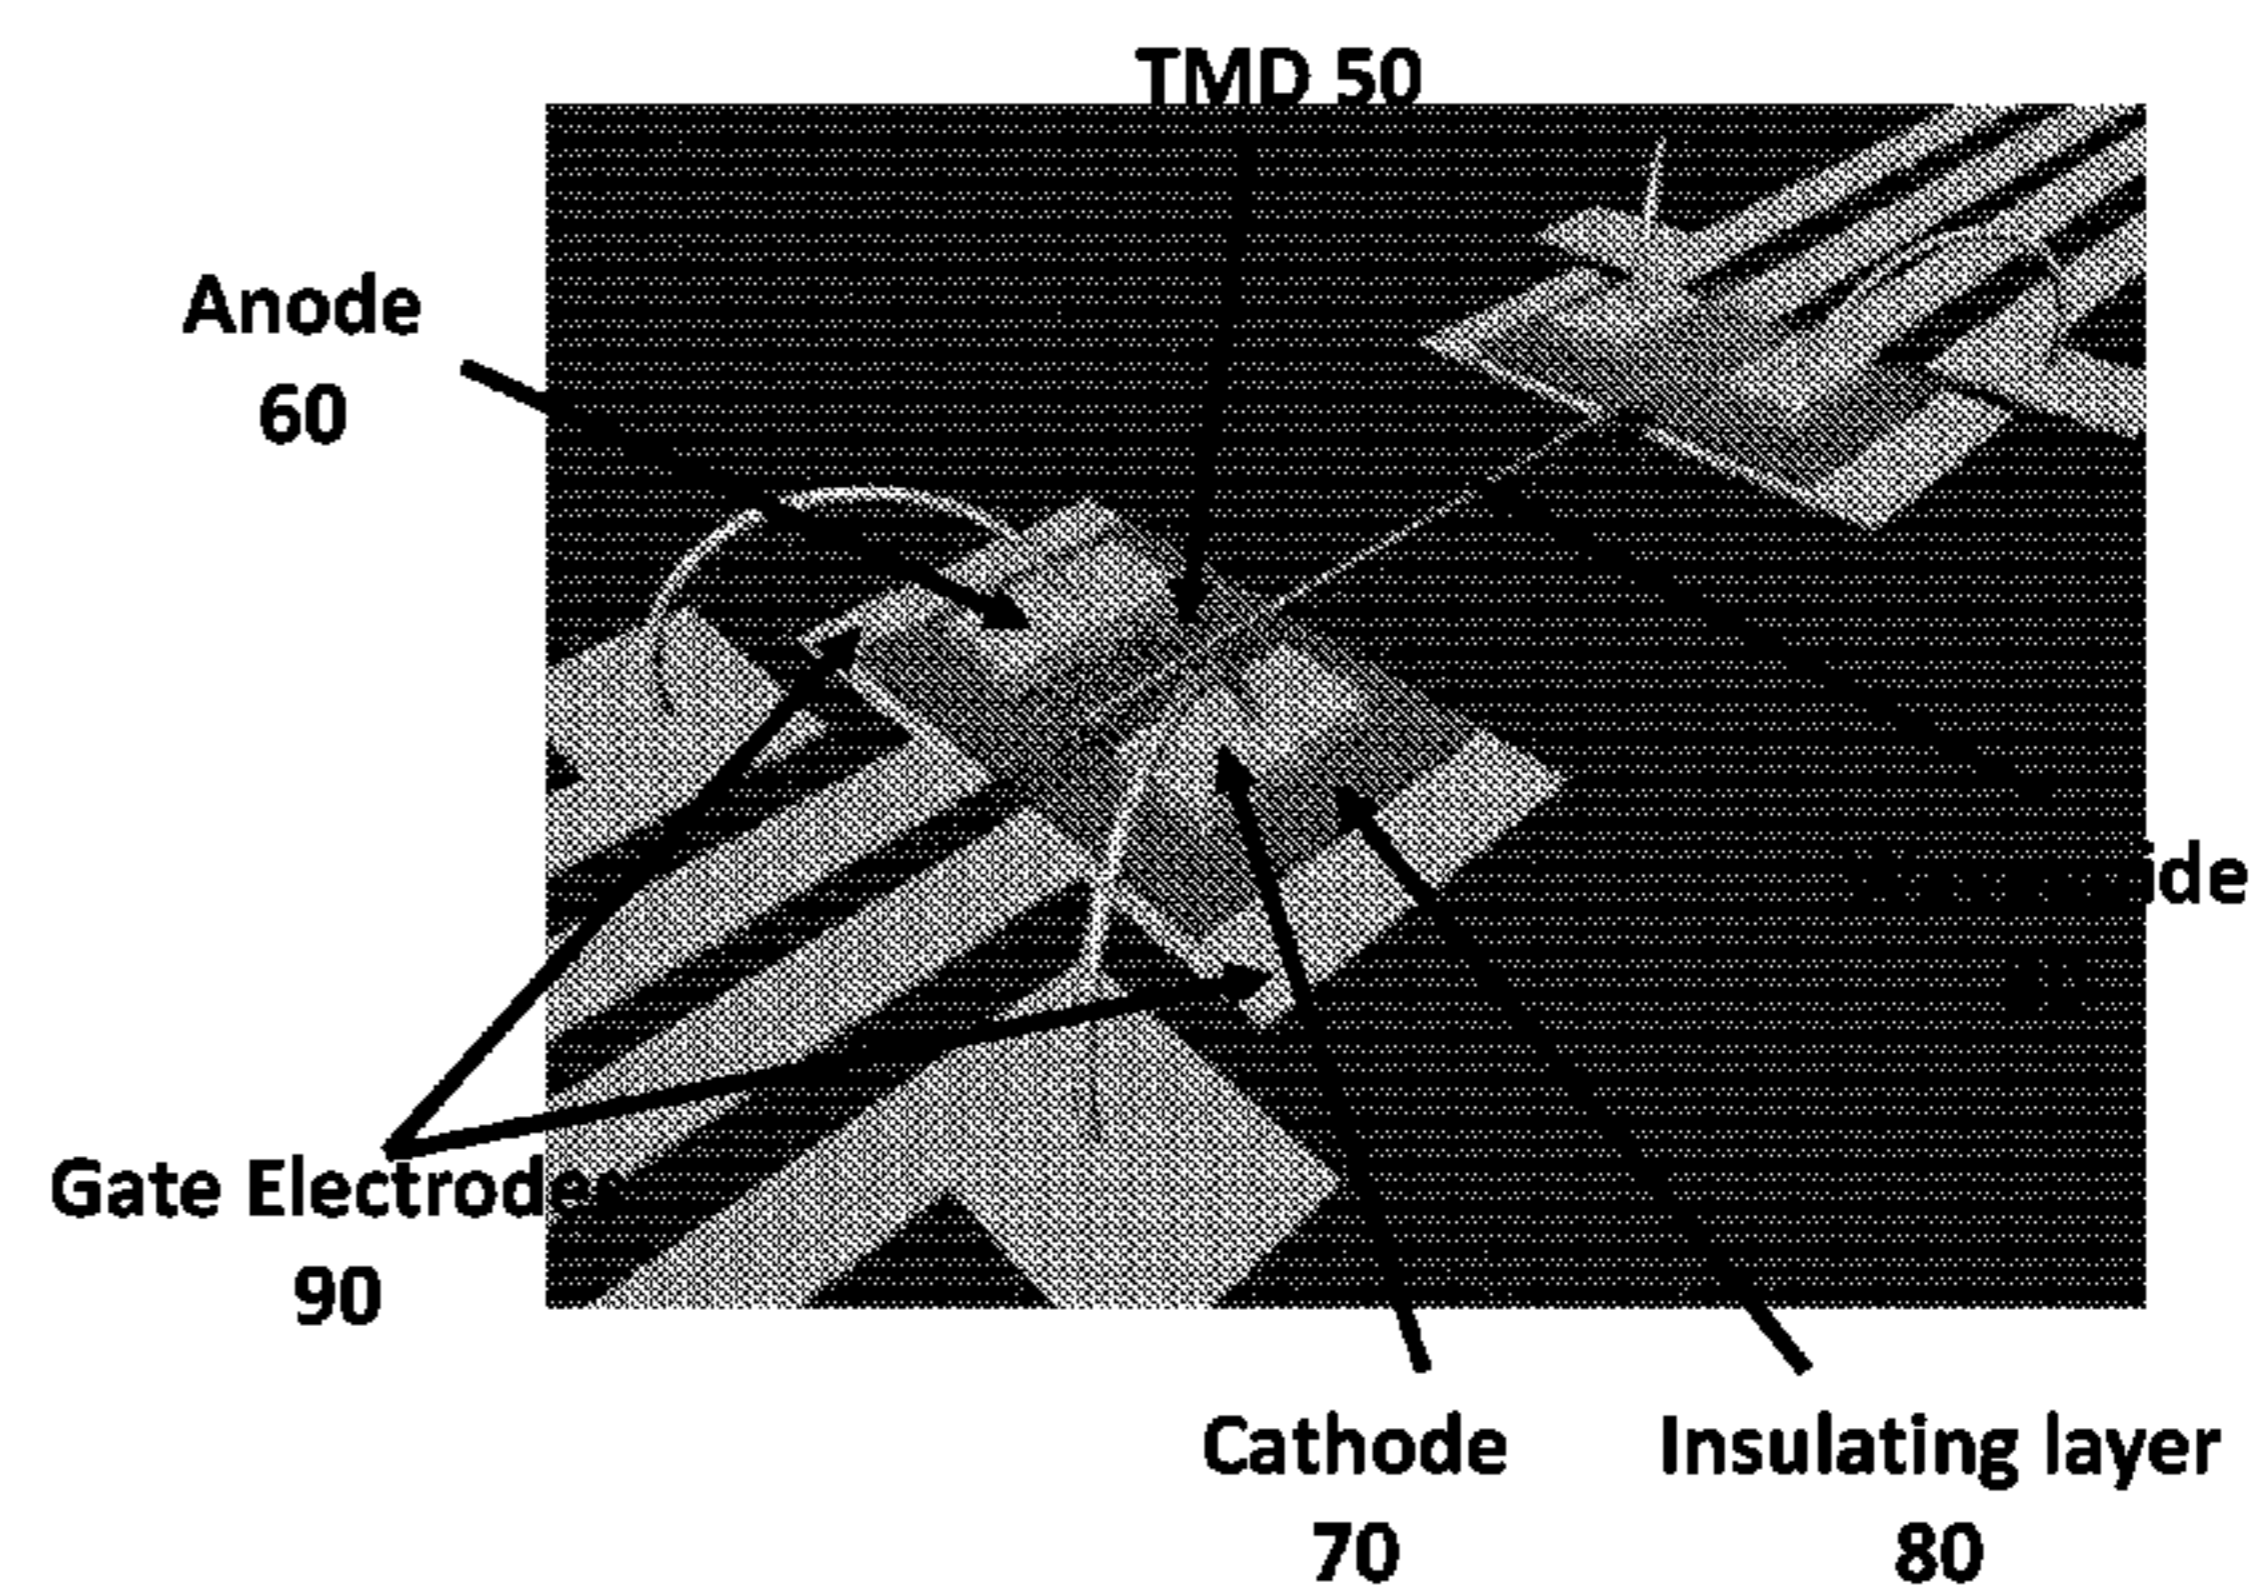 TMD 50
Anode
60
Gate Electrodes
90
Cathode
70
Insulating layer
80